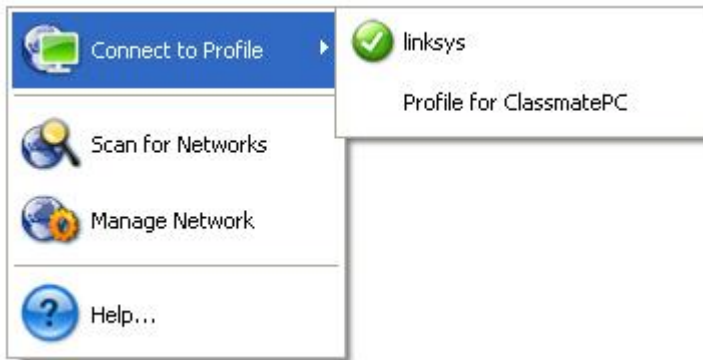 Connect to Profile
linksys
Profile for ClassmatePC
Scan for Networks
Manage Network
Help...